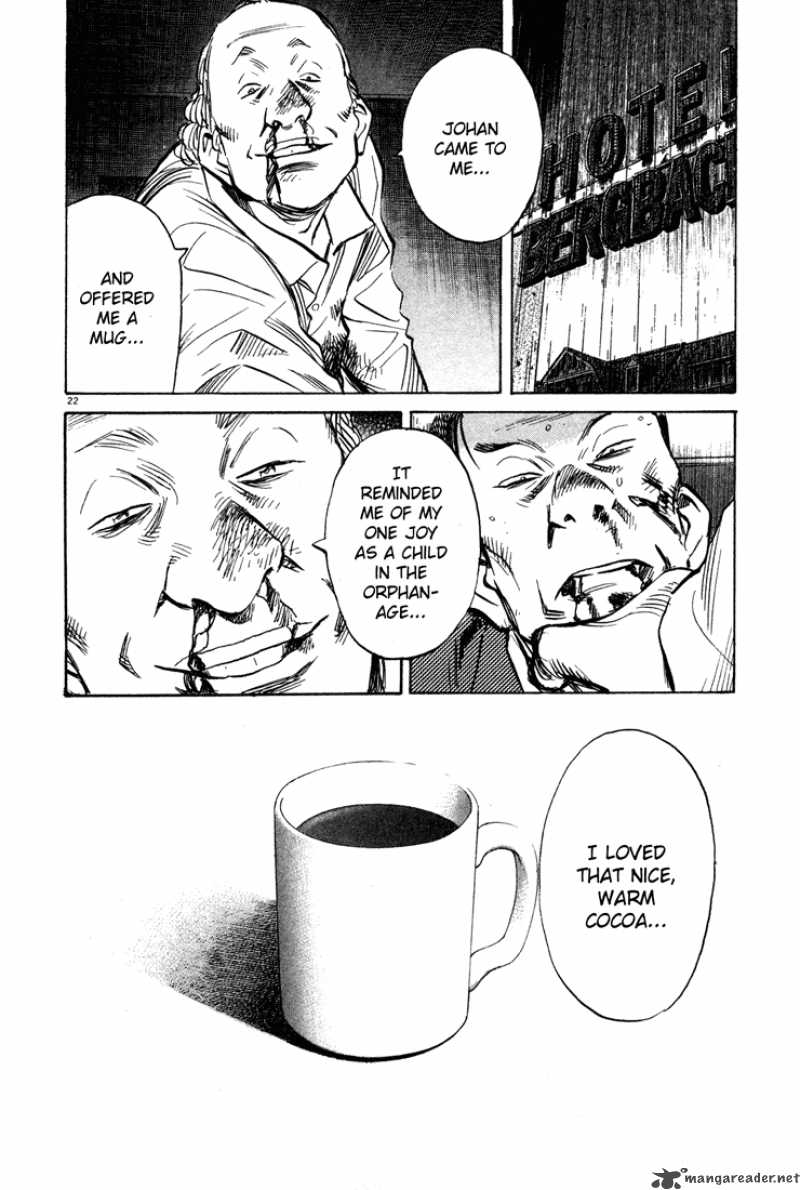 HOTEL
BERGBACH
JOHAN
CAME TO
ME...
AND
OFFERED
ME A
MUG...
22
IT
REMINDED
ME OF MY
ONE JOY
AS A CHILD
IN THE
ORPHAN-
AGE...
I LOVED
THAT NICE,
WARM
COCOA...
mangareader.net